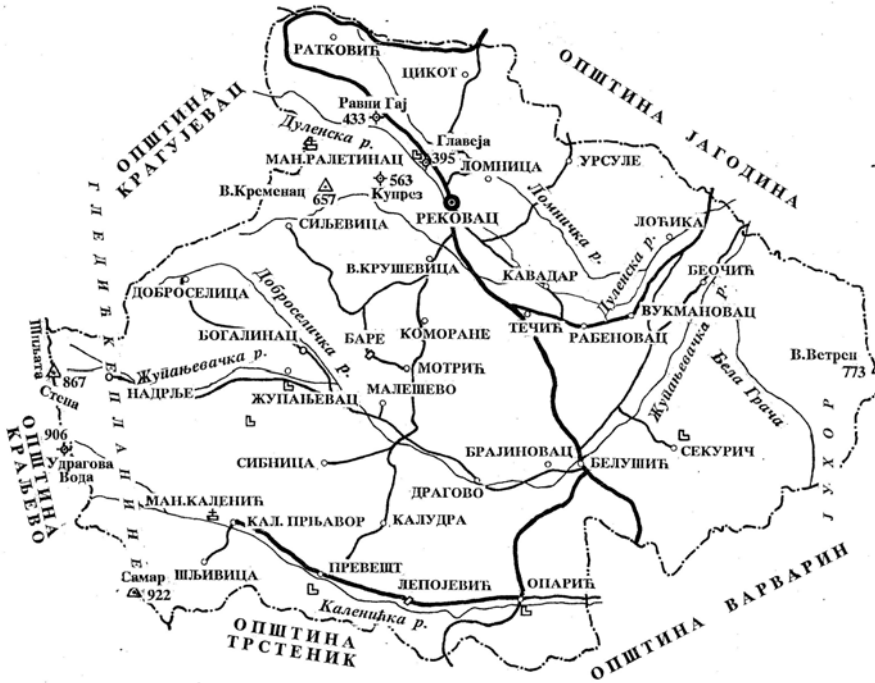 РАТКОВИЋ
ЦИКОТ
ОПШТИНА ЈАГОДИНА
ОПШТИНА
КРАГУЈЕВАЦ
Равни Гај
433
Дуленска р.
Главеја
395
МАН.РАЛЕТИНАЦ
ЛОМНИЦА
УРСУЛЕ
В.Кременац
657
563
Купрез
РЕКОВАЦ
Ломничка р.
ЛОЋИКА
СИЉЕВИЦА
ГЛЕДИЋКЕ ПЛАНИНЕ
В.КРУШЕВИЦА
КАВАДАР
Дуленска р.
БЕОЧИЋ
ДОБРОСЕЛИЦА
Доброселичка р.
ВУКМАНОВАЦ
БОГАЛИНАЦ
БАРЕ
КОМОРАНЕ
ТЕЧИЋ
РАБЕНОВАЦ
Жупањевачка р.
МОТРИЋ
Жупањевачка р.
В.Ветрен
773
Шиљата
Стена
867
НАДРЉЕ
ЖУПАЊЕВАЦ
МАЛЕШЕВО
Бела Грача
906
Удрагова
Вода
ОПШТИНА
КРАЉЕВО
СИБНИЦА
БРАЈИНОВАЦ
БЕЛУШИЋ
СЕКУРИЧ
ЈУХОР
ДРАГОВО
МАН.КАЛЕНИЋ
КАЛ. ПРЊАВОР
КАЛУДРА
ШЉИВИЦА
ПРЕВЕШТ
ЛЕПОЈЕВИЋ
ОПАРИЋ
Самар
922
Каленичка р.
ОПШТИНА
ТРСТЕНИК
ОПШТИНА ВАРВАРИН